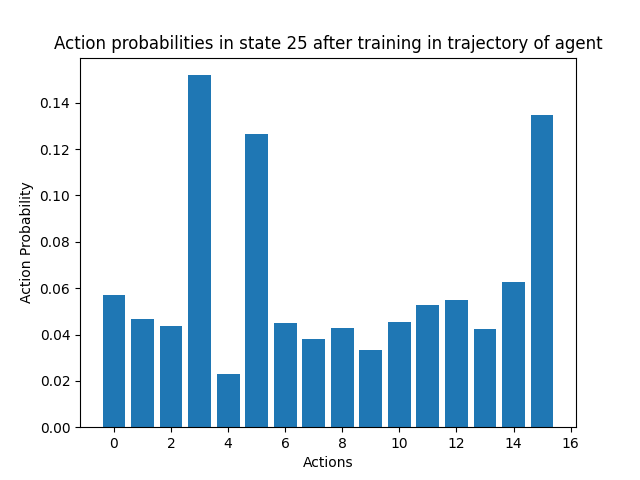 Action probabilities in state 25 after training in trajectory of agent
0.14
0.12
0.10
0.08
0.06
0.04
0.02
0.00
Action Probability
0 2 4 6 8 10 12 14 16
Actions